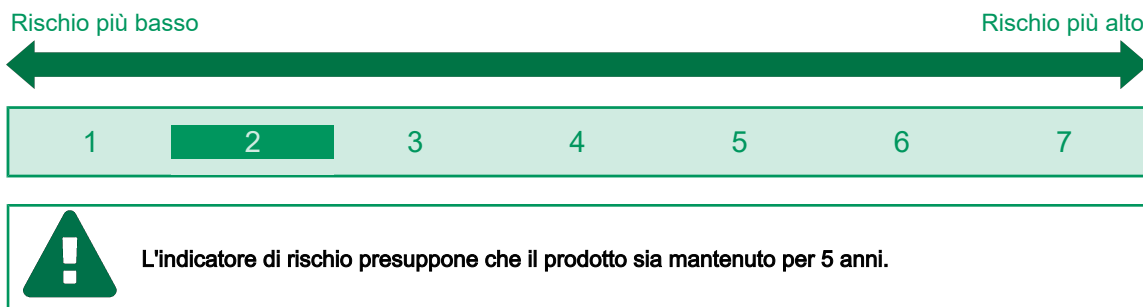 Rischio più basso Rischio più alto
1 2 3 4 5 6 7
L'indicatore di rischio presuppone che il prodotto sia mantenuto per 5 anni.